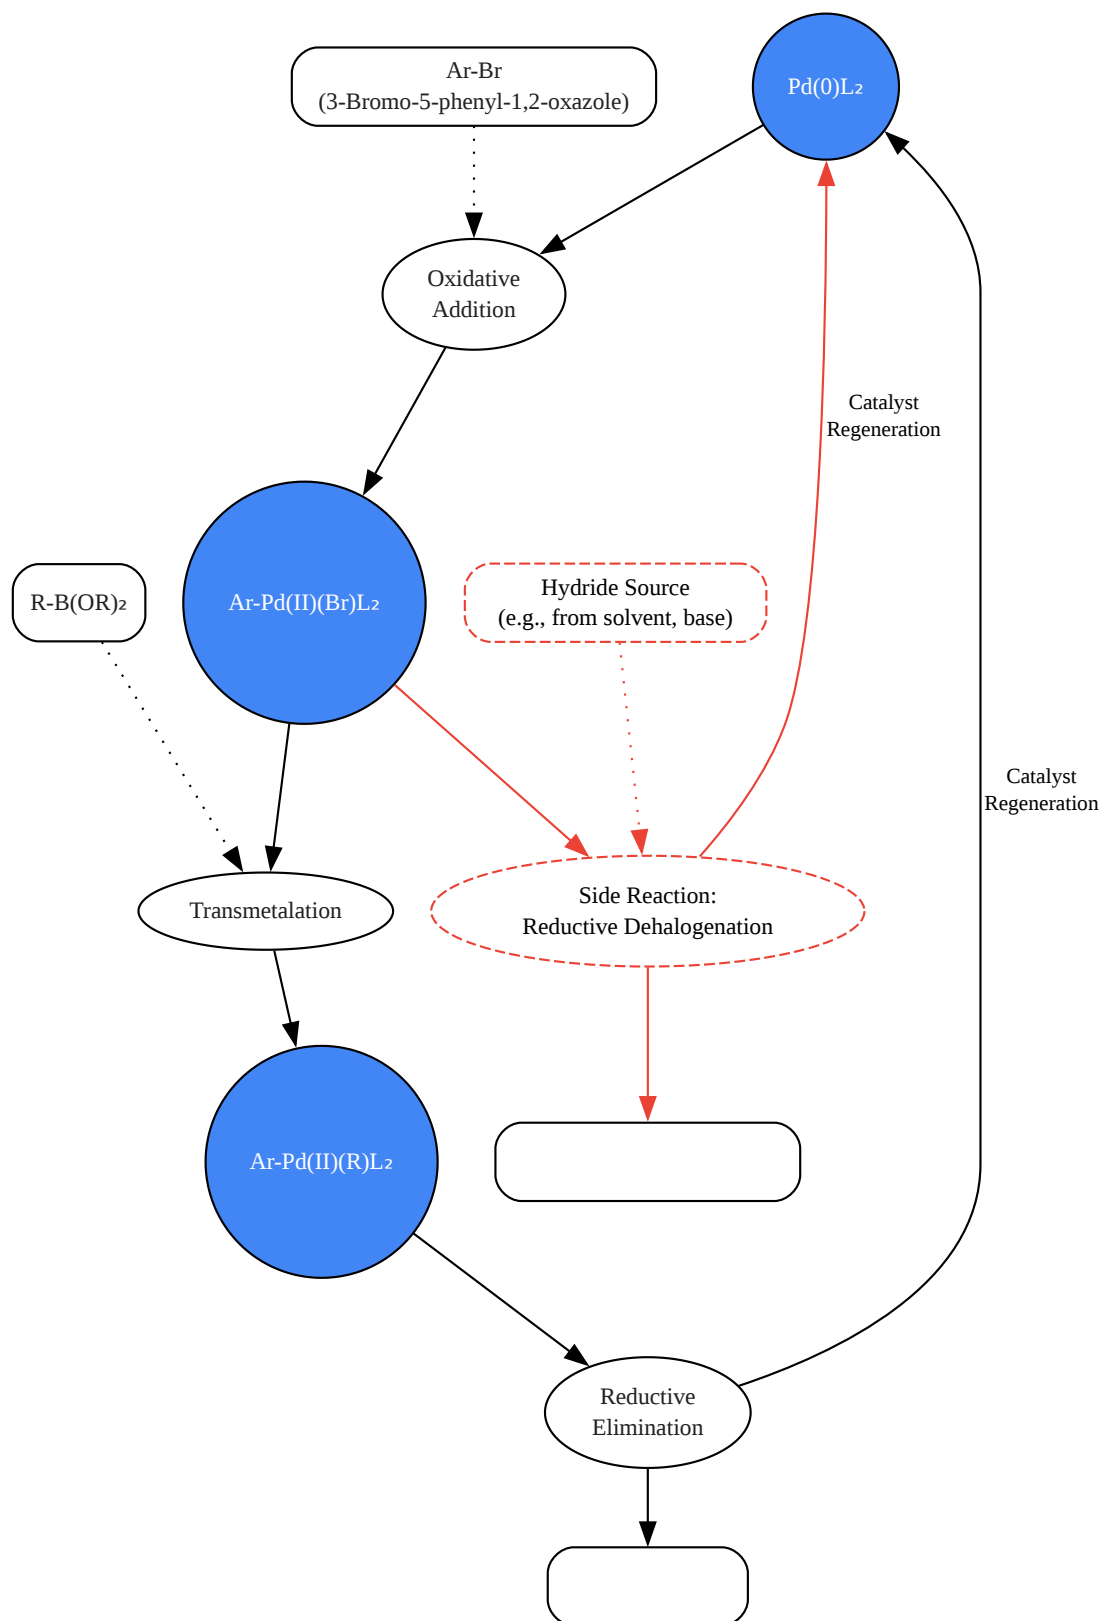 Ar-Br
(3-Bromo-5-phenyl-1,2-oxazole)
Pd(0)L₂
Oxidative
Addition
Catalyst
Regeneration
R-B(OR)₂
Ar-Pd(II)(Br)L₂
Hydride Source
(e.g., from solvent, base)
Catalyst
Regeneration
Transmetalation
Side Reaction:
Reductive Dehalogenation
Ar-Pd(II)(R)L₂
Reductive
Elimination